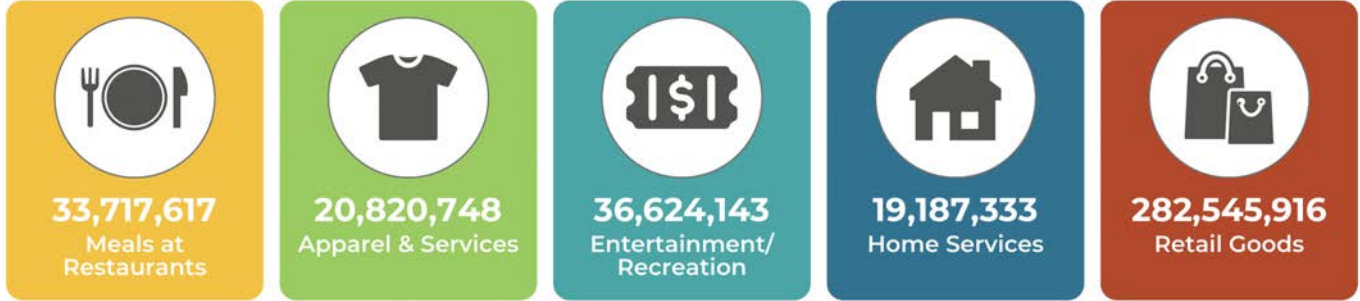 33,717,617
Meals at
Restaurants
20,820,748
Apparel & Services
$
36,624,143
Entertainment/
Recreation
19,187,333
Home Services
282,545,916
Retail Goods